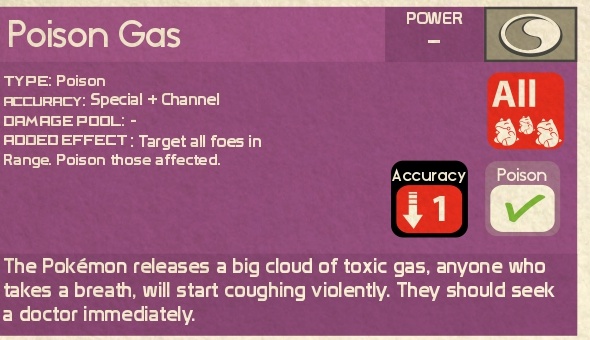 Poison Gas
POWER
–
TYPE: Poison
ACCURACY: Special + Channel
DAMAGE POOL: -
ADDED EFFECT: Target all foes in
Range. Poison those affected.
All
Accuracy
1
Poison
The Pokémon releases a big cloud of toxic gas, anyone who
takes a breath, will start coughing violently. They should seek
a doctor immediately.